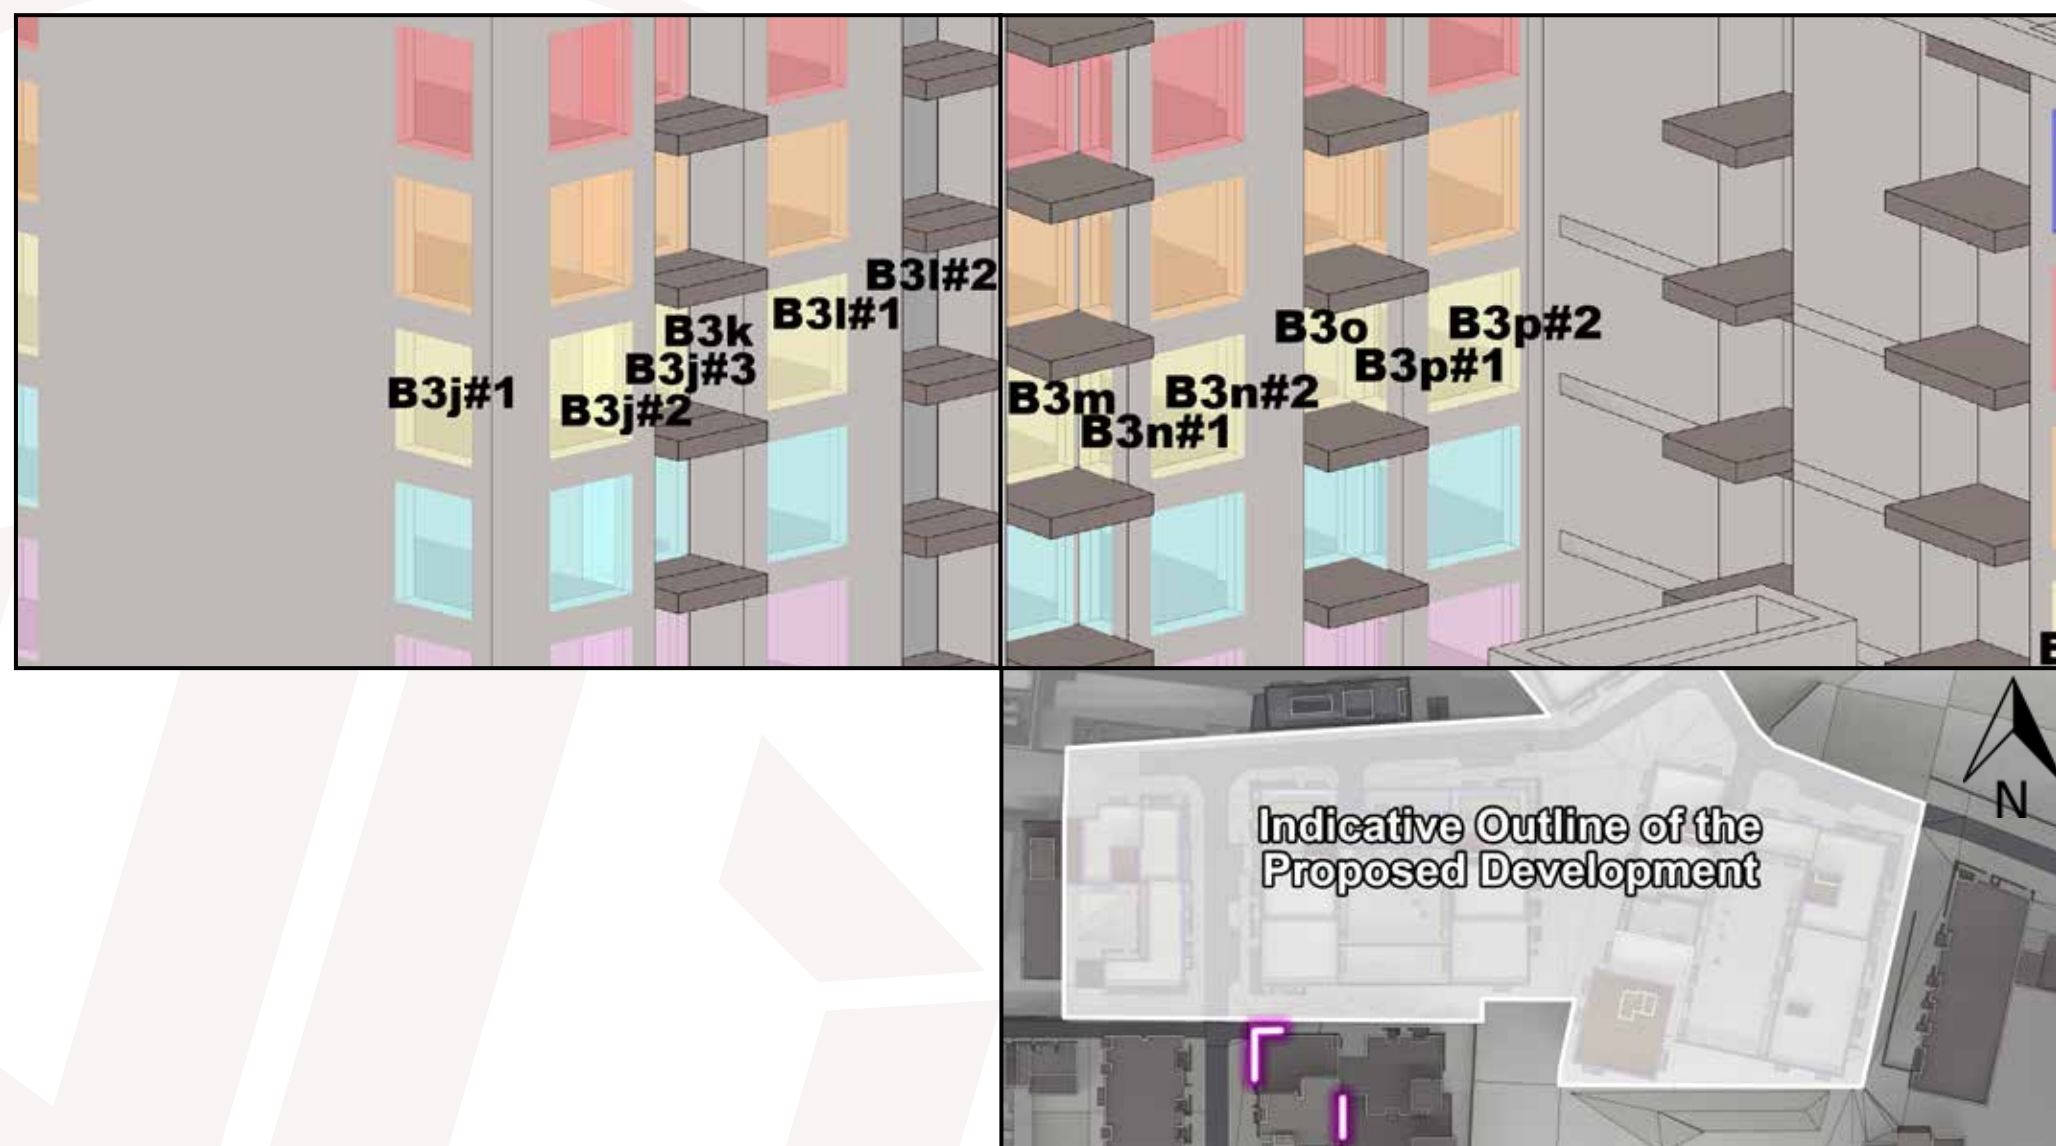 B3j#1
B3j#2
B3j#3
B3k
B3l#1
B3l#2
B3m
B3n#1
B3n#2
B3o
B3p#1
B3p#2
Indicative Outline of the
Proposed Development
N